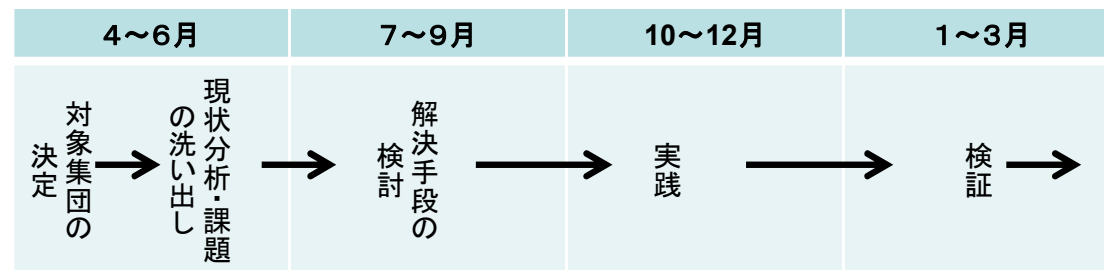 4～6月
７～９月
10～12月
１～３月
対象集団の
決定
現状分析・課題
の洗い出し
解決手段の
検討
実践
検証